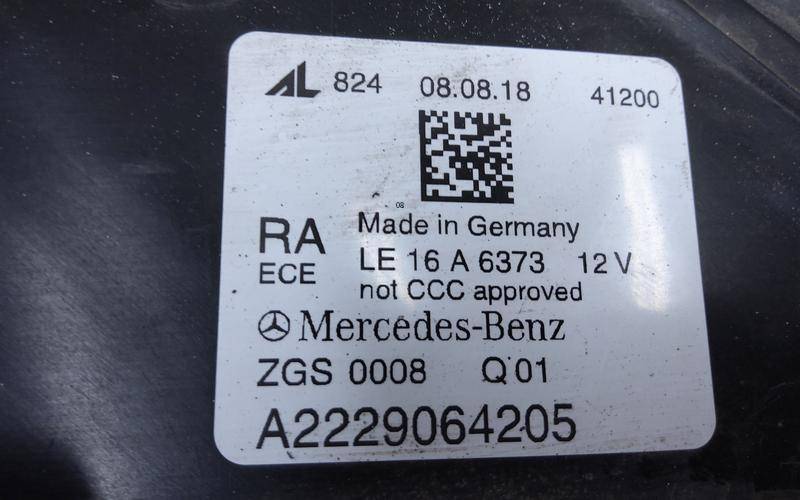 AL 824 08.08.18 41200
08
RA Made in Germany
ECE LE 16 A 6373 12 V
not CCC approved
Mercedes-Benz
ZGS 0008 Q 01
A2229064205